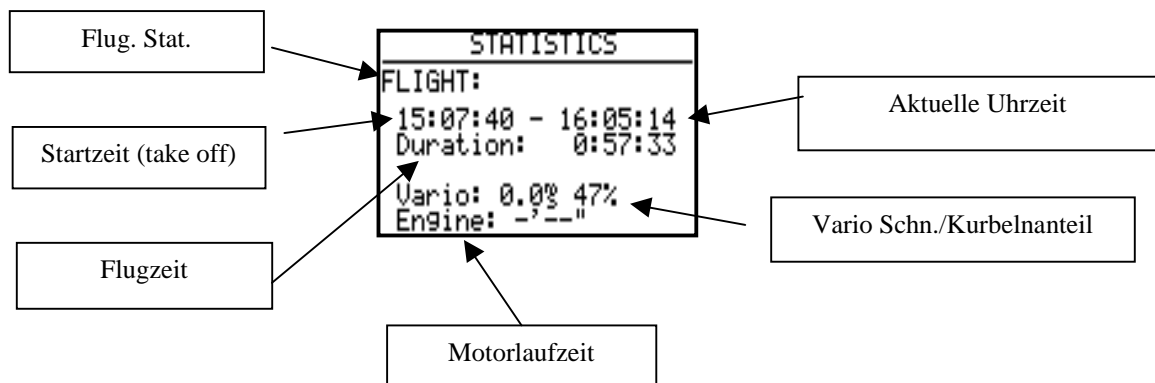 Flug. Stat.
STATISTICS
FLIGHT:
Aktuelle Uhrzeit
15:07:40 - 16:05:14
Startzeit (take off)
Duration: 0:57:33
Vario: 0.0m/s 47%
Vario Schn./Kurbelnanteil
Engine: -'--"
Flugzeit
Motorlaufzeit